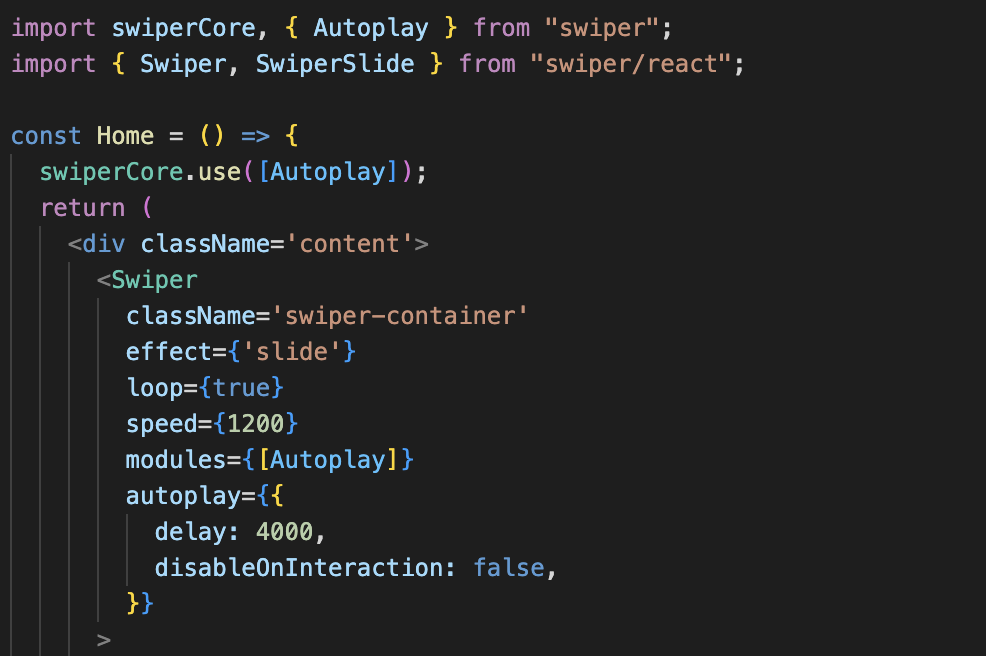 import swiperCore, { Autoplay } from "swiper";
import { Swiper, SwiperSlide } from "swiper/react";

const Home = () => {
  swiperCore.use([Autoplay]);
  return (
    <div className='content'>
      <Swiper
        className='swiper-container'
        effect={'slide'}
        loop={true}
        speed={1200}
        modules={[Autoplay]}
        autoplay={{
          delay: 4000,
          disableOnInteraction: false,
        }}
      >